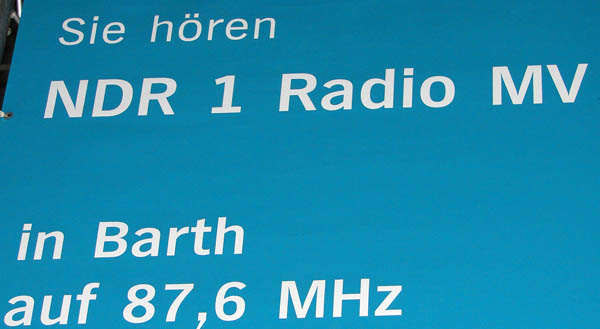 Sie hören
NDR 1 Radio MV
in Barth
auf 87,6 MHz